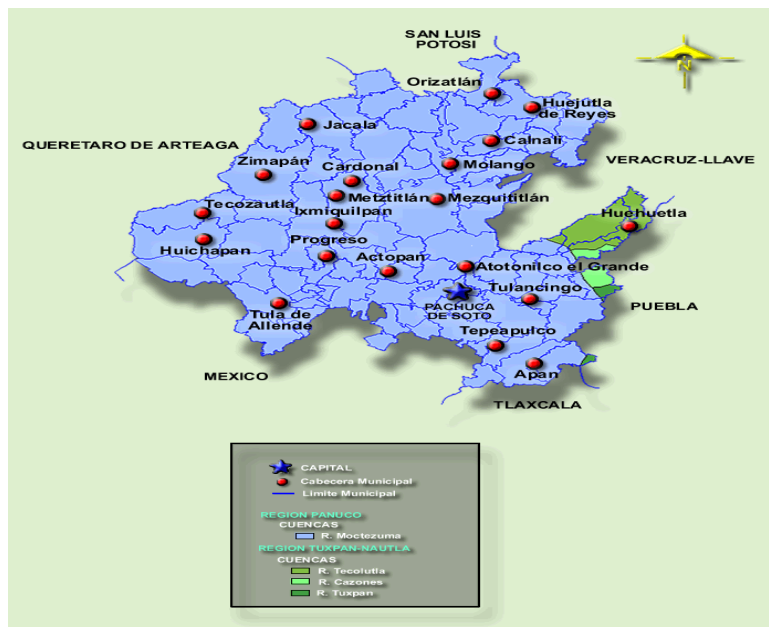 SAN LUIS
POTOSI
N
Orizatlán
Huejutla
de Reyes
Jacala
Calnali
QUERETARO DE ARTEAGA
Zimapán
Cardonal
Molango
VERACRUZ-LLAVE
Metztitlán
Mezquititlán
Tecozautla
Ixmiquilpan
Huehuetla
Huichapan
Progreso
Actopan
Atotonilco el Grande
Tulancingo
PACHUCA
DE SOTO
PUEBLA
Tula de
Allende
Tepeapulco
MEXICO
Apan
TLAXCALA
CAPITAL
Cabecera Municipal
Limite Municipal
REGION PANUCO
CUENCAS
R. Moctezuma
REGION TUXPAN-NAUTLA
CUENCAS
R. Tecolutla
R. Cazones
R. Tuxpan